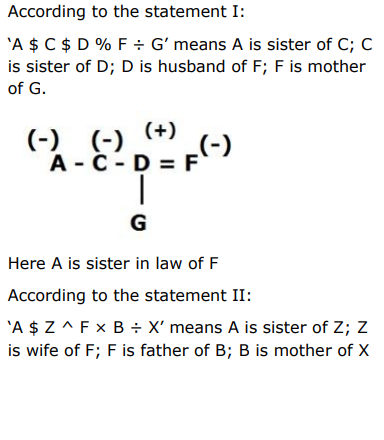 According to the statement I:
‘A $ C $ D % F ÷ G’ means A is sister of C; C
is sister of D; D is husband of F; F is mother
of G.
(-) (-) (+) (-)
A - C - D = F
|
G
Here A is sister in law of F
According to the statement II:
‘A $ Z ^ F × B ÷ X’ means A is sister of Z; Z
is wife of F; F is father of B; B is mother of X